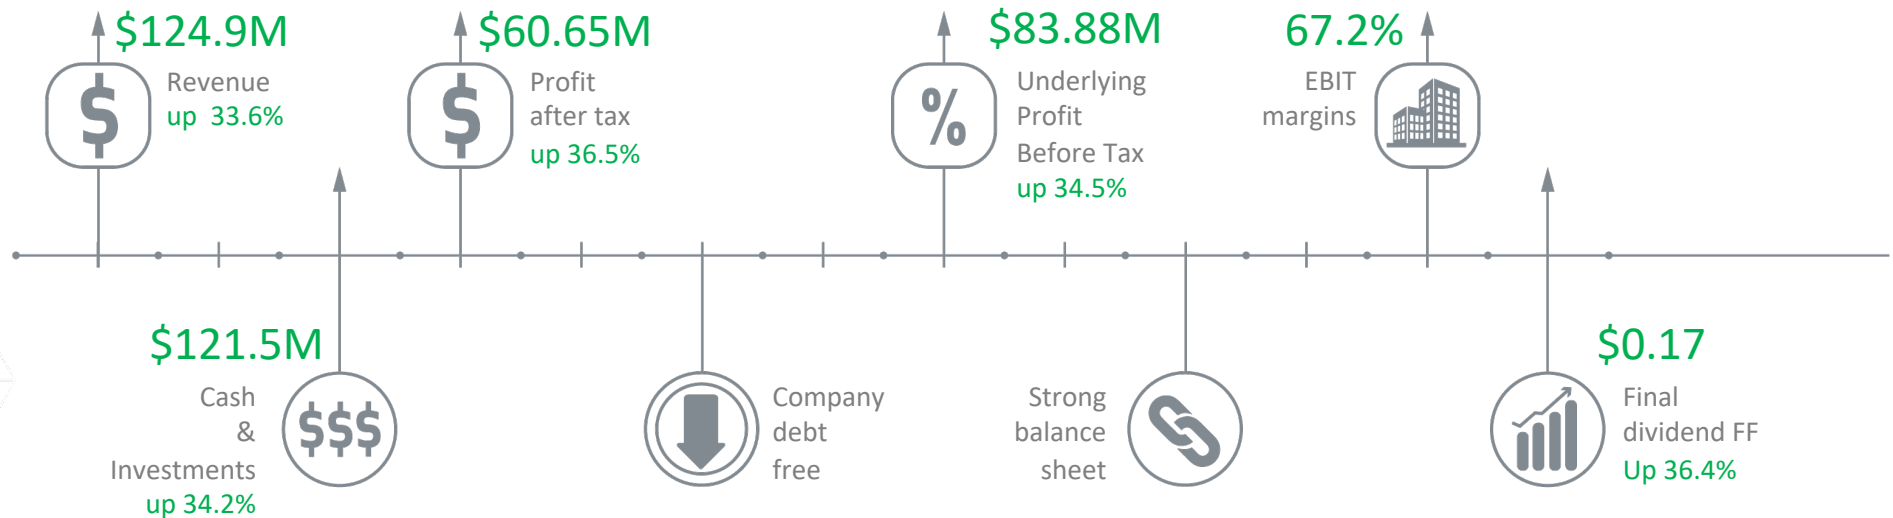 $124.9M
Revenue
up 33.6%
$60.65M
Profit
after tax
up 36.5%
$83.88M
Underlying
Profit
Before Tax
up 34.5%
67.2%
EBIT
margins
$
$
%
$121.5M
Cash
&
Investments
up 34.2%
$$$
Company
debt
free
Strong
balance
sheet
$0.17
Final
dividend FF
Up 36.4%